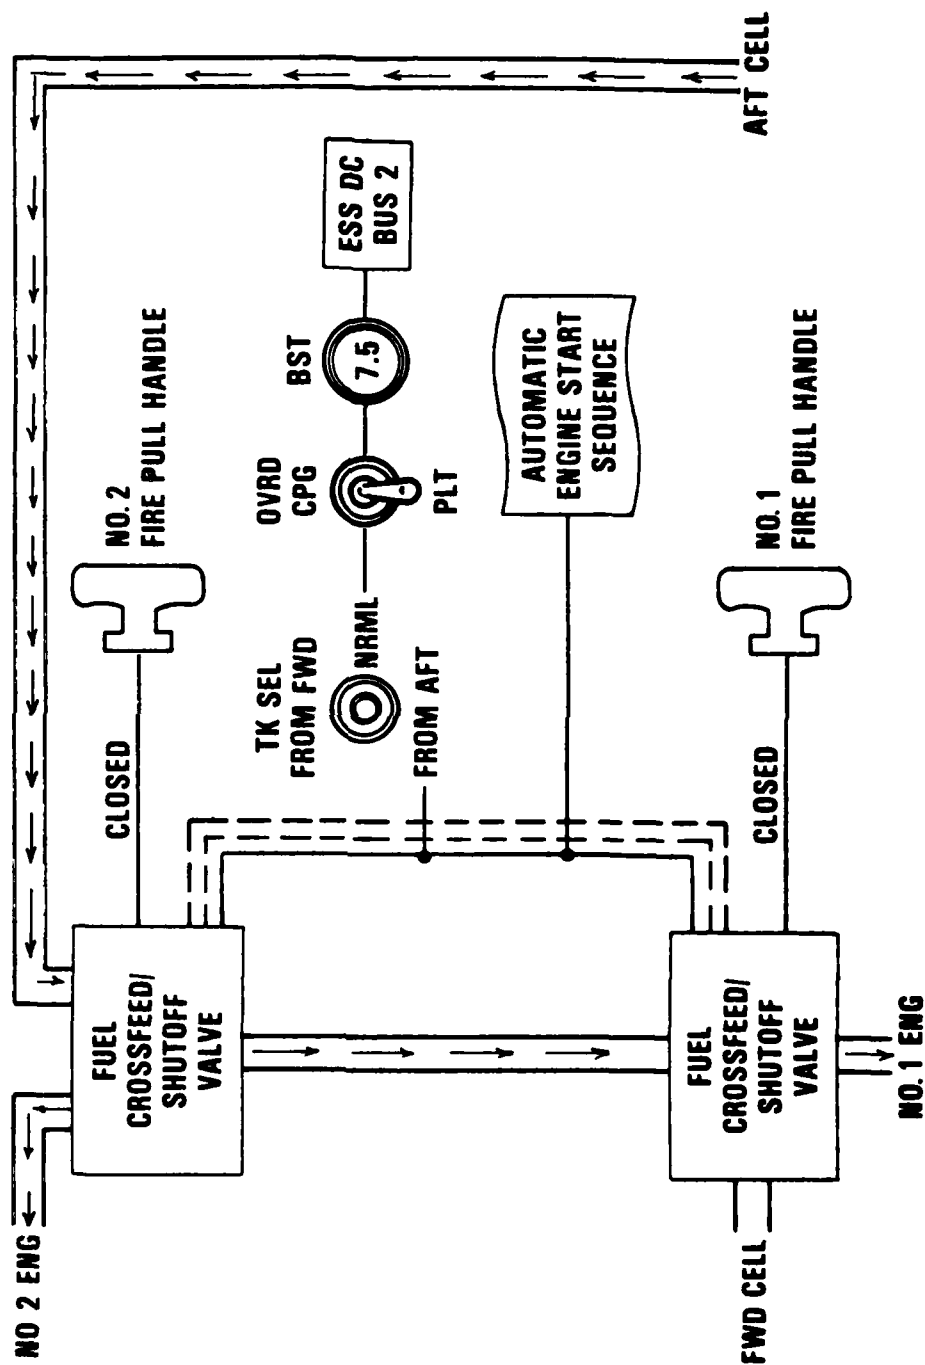 AFT CELL
ESS DC
BUS 2
BST
7.5
OVRD
CPG
PLT
NO. 2
FIRE PULL HANDLE
AUTOMATIC
ENGINE START
SEQUENCE
NO. 1
FIRE PULL HANDLE
TK SEL
FROM FWD
NRML
FROM AFT
CLOSED
CLOSED
FUEL
CROSSFEED/
SHUTOFF
VALVE
FUEL
CROSSFEED/
SHUTOFF
VALVE
NO 2 ENG
NO. 1 ENG
FWD CELL